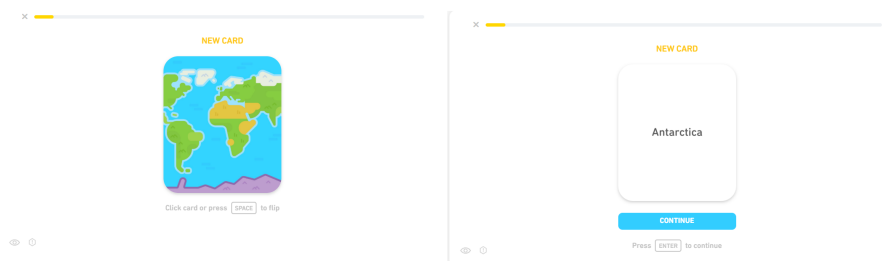 NEW CARD
Click card or press SPACE to flip
NEW CARD
Antarctica
CONTINUE
Press ENTER to continue